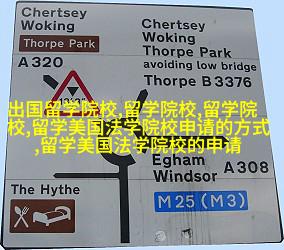 Chertsey
Woking
Thorpe Park
A320
Chertsey
Woking
Thorpe Park
avoiding low bridge
Thorpe B3376
出国留学院校,留学院校,留学院
校,留学美国法学院校申请的方式
,留学美国法学院校的申请
Egham
Windsor
A308
The Hythe
M25 (M3)